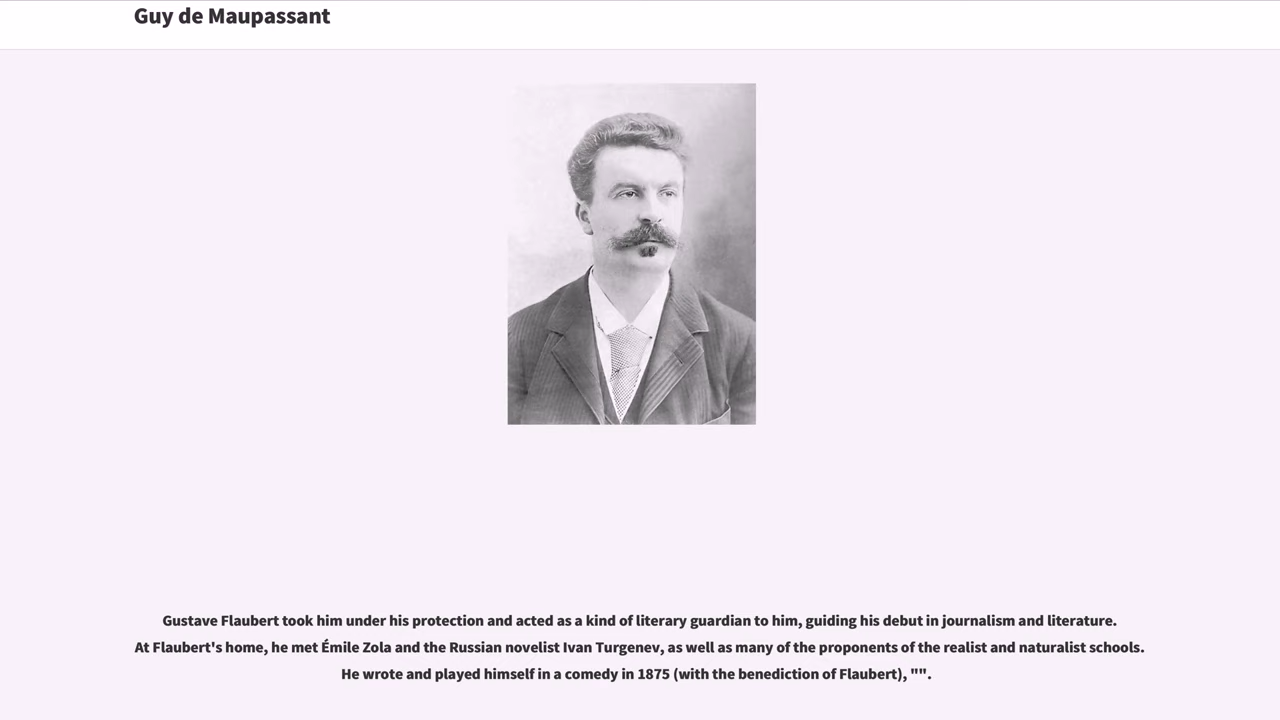 Guy de Maupassant
Gustave Flaubert took him under his protection and acted as a kind of literary guardian to him, guiding his debut in journalism and literature.
At Flaubert's home, he met Émile Zola and the Russian novelist Ivan Turgenev, as well as many of the proponents of the realist and naturalist schools.
He wrote and played himself in a comedy in 1875 (with the benediction of Flaubert), "".